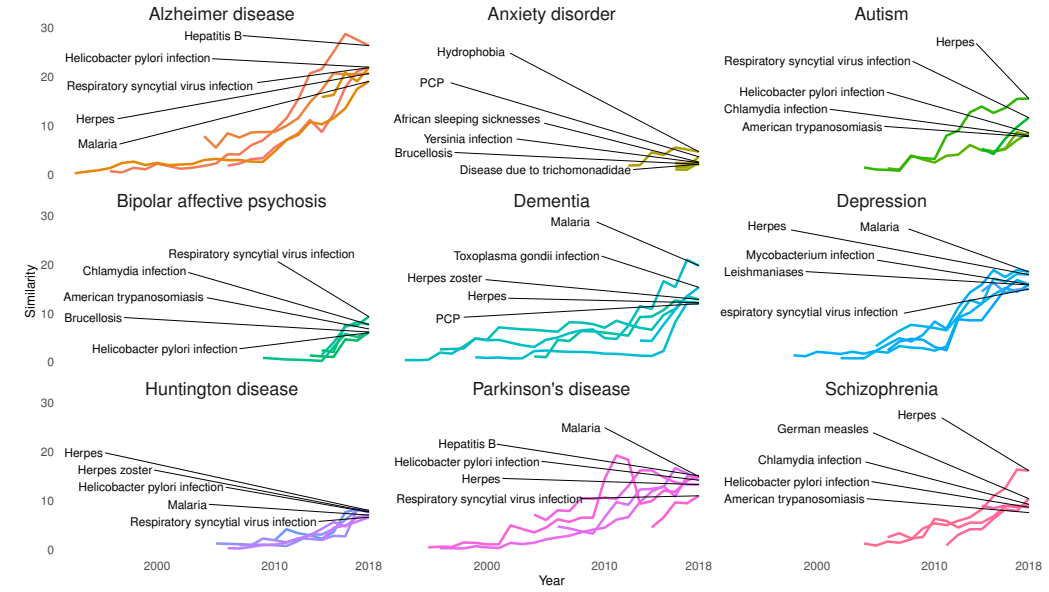 Alzheimer disease
Anxiety disorder
Autism
30
20
10
0
Hepatitis B
Helicobacter pylori infection
Respiratory syncytial virus infection
Herpes
Malaria
Hydrophobia
PCP
African sleeping sicknesses
Yersinia infection
Brucellosis
Disease due to trichomonadidae
Herpes
Respiratory syncytial virus infection
Helicobacter pylori infection
Chlamydia infection
American trypanosomiasis
Bipolar affective psychosis
Dementia
Depression
Similarity
30
20
10
0
Respiratory syncytial virus infection
Chlamydia infection
American trypanosomiasis
Brucellosis
Helicobacter pylori infection
Malaria
Toxoplasma gondii infection
Herpes zoster
Herpes
PCP
Herpes
Malaria
Mycobacterium infection
Leishmaniases
espiratory syncytial virus infection
Huntington disease
Parkinson's disease
Schizophrenia
30
20
10
0
Herpes
Herpes zoster
Helicobacter pylori infection
Malaria
Respiratory syncytial virus infection
Malaria
Hepatitis B
Helicobacter pylori infection
Herpes
Respiratory syncytial virus infection
Herpes
German measles
Chlamydia infection
Helicobacter pylori infection
American trypanosomiasis
2000
2010
2018
2000
2010
2018
2000
2010
2018
Year